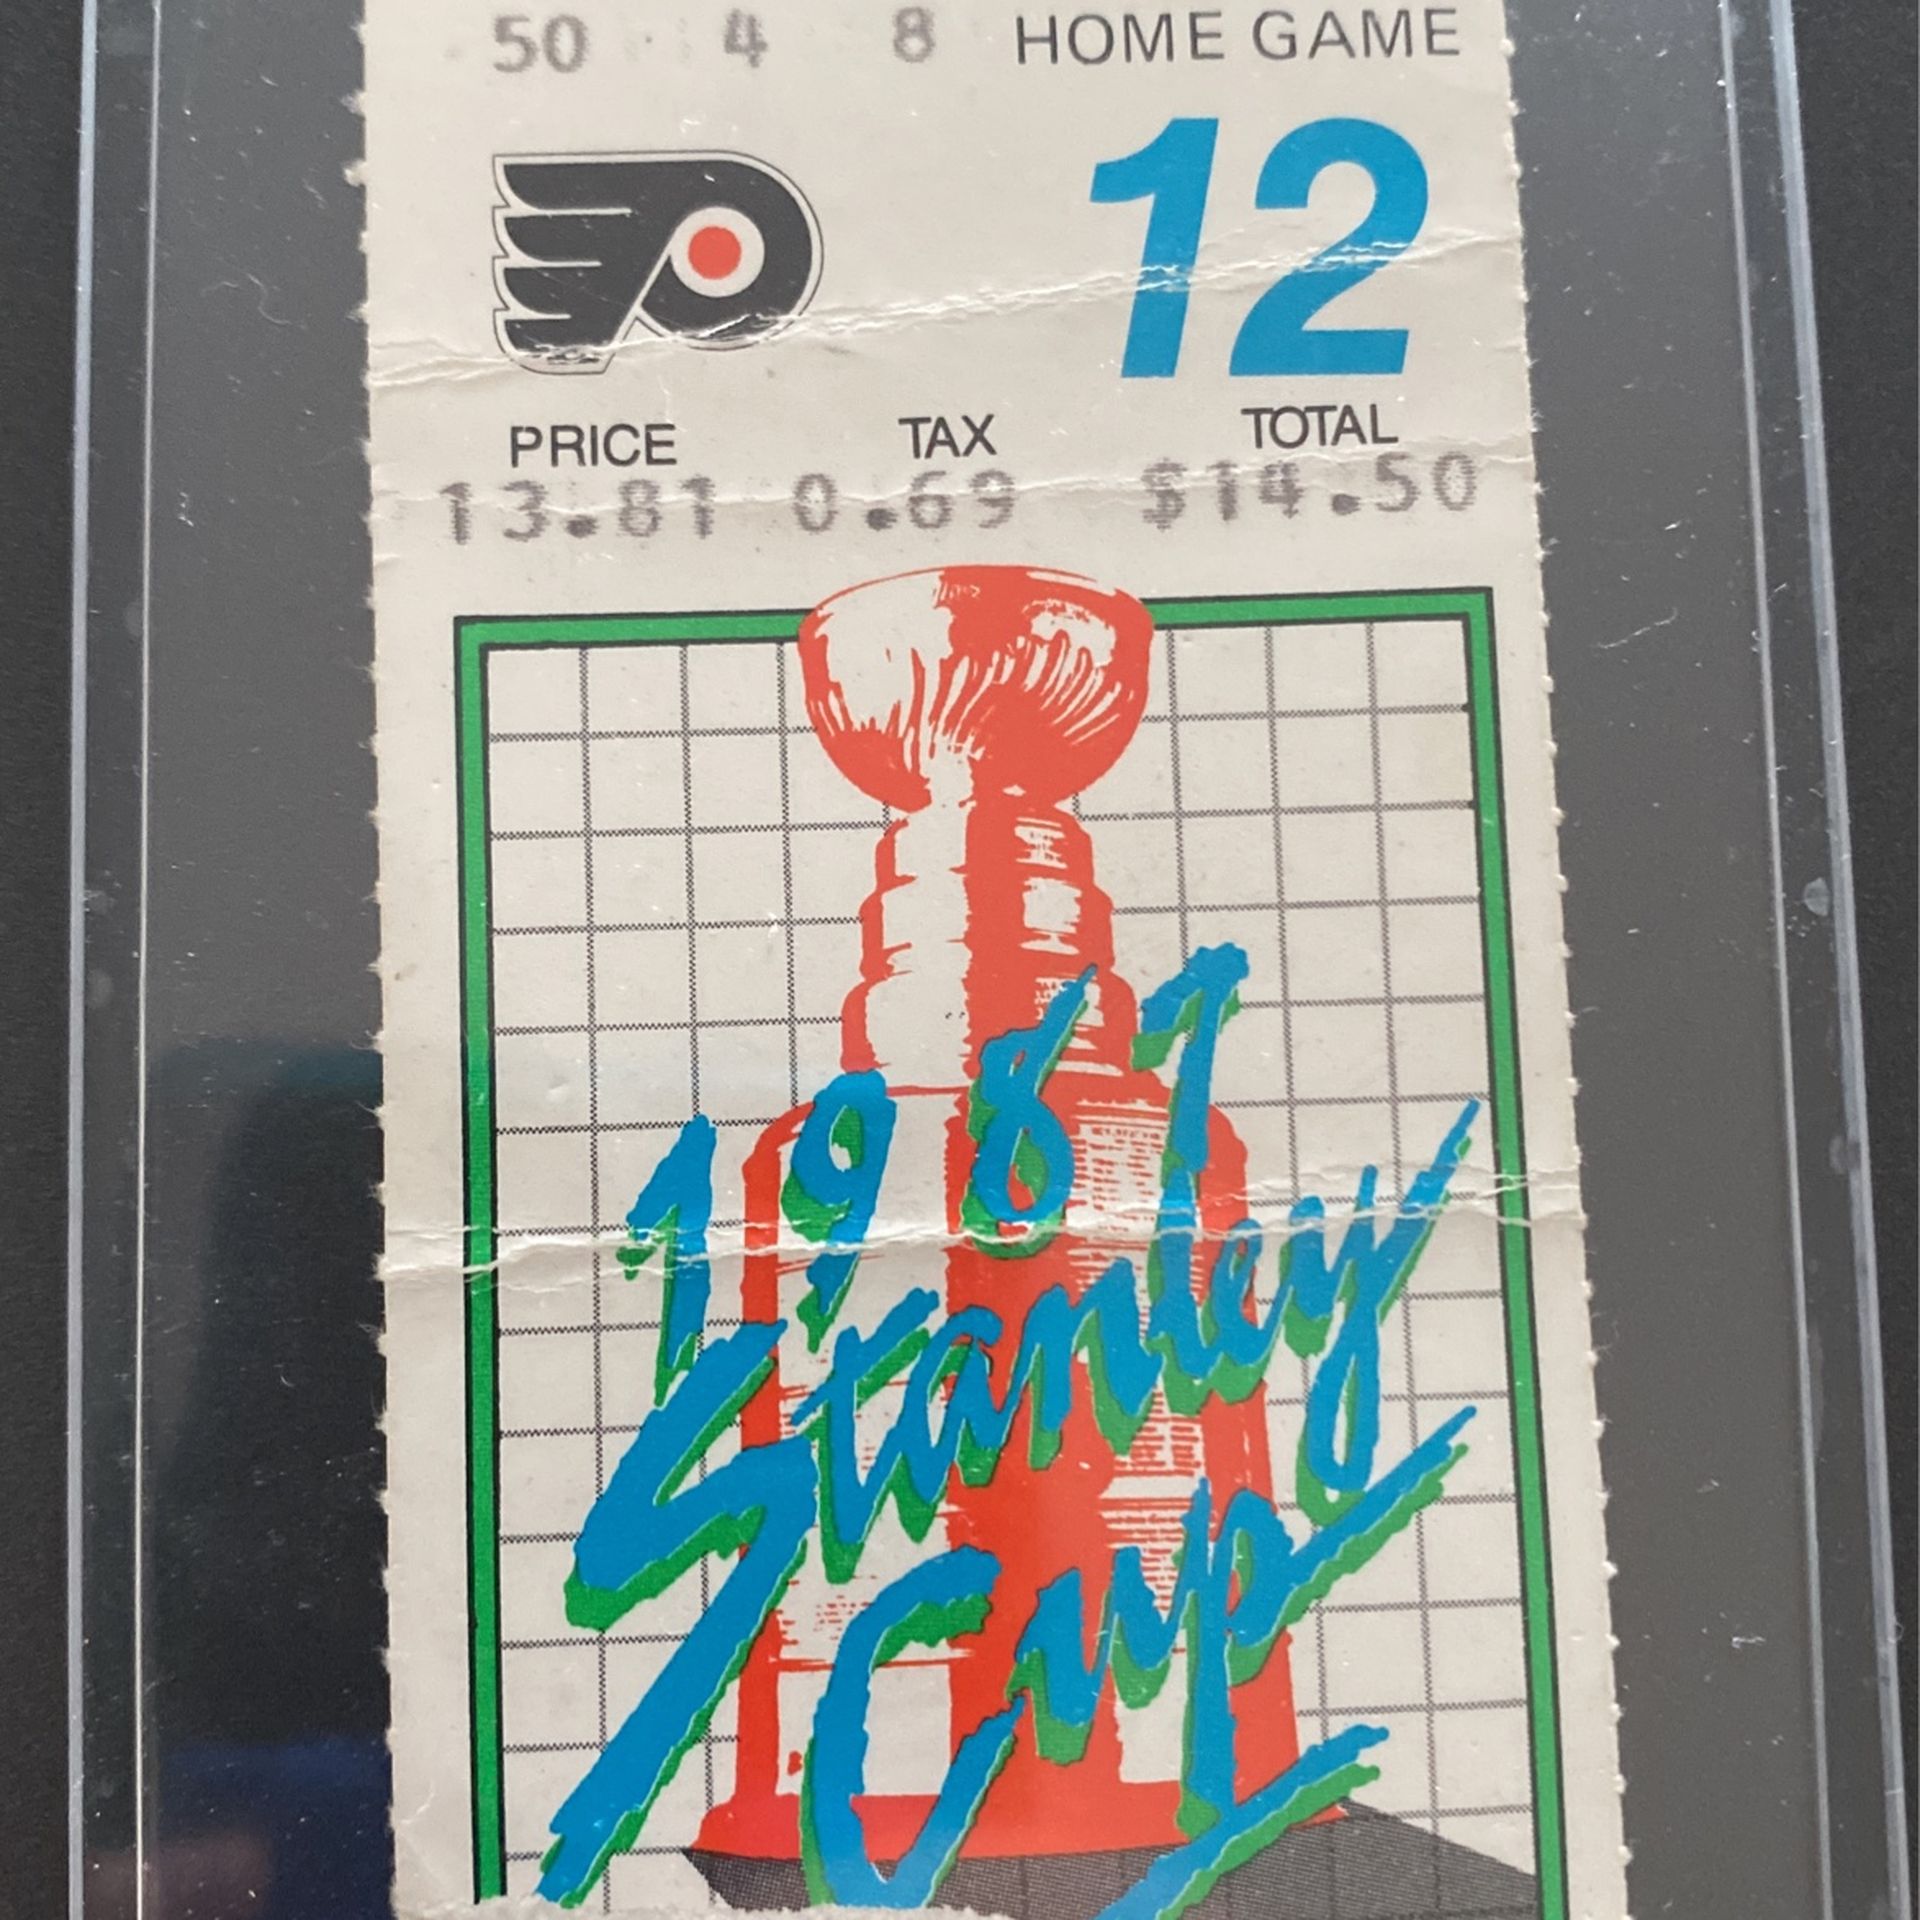 50 4 8 HOME GAME
12
PRICE TAX TOTAL
13.81 0.69 $14.50
1987
Stanley
Cup